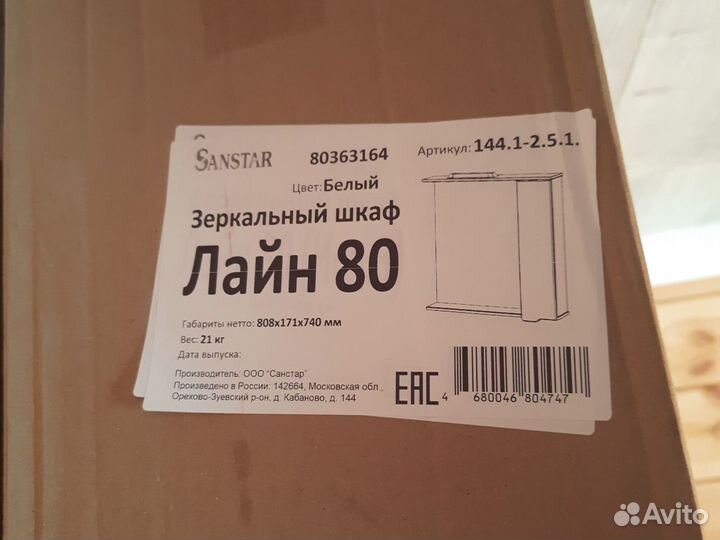 SANSTAR 80363164 Артикул: 144.1-2.5.1.
Цвет: Белый
Зеркальный шкаф
Лайн 80
Габариты нетто: 808х171х740 мм
Вес: 21 кг
Дата выпуска:
Производитель: ООО "Санстар"
Произведено в России: 142664, Московская обл.,
Орехово-Зуевский р-он, д. Кабаново, д. 144
EAC
4 680046 804747
Avito